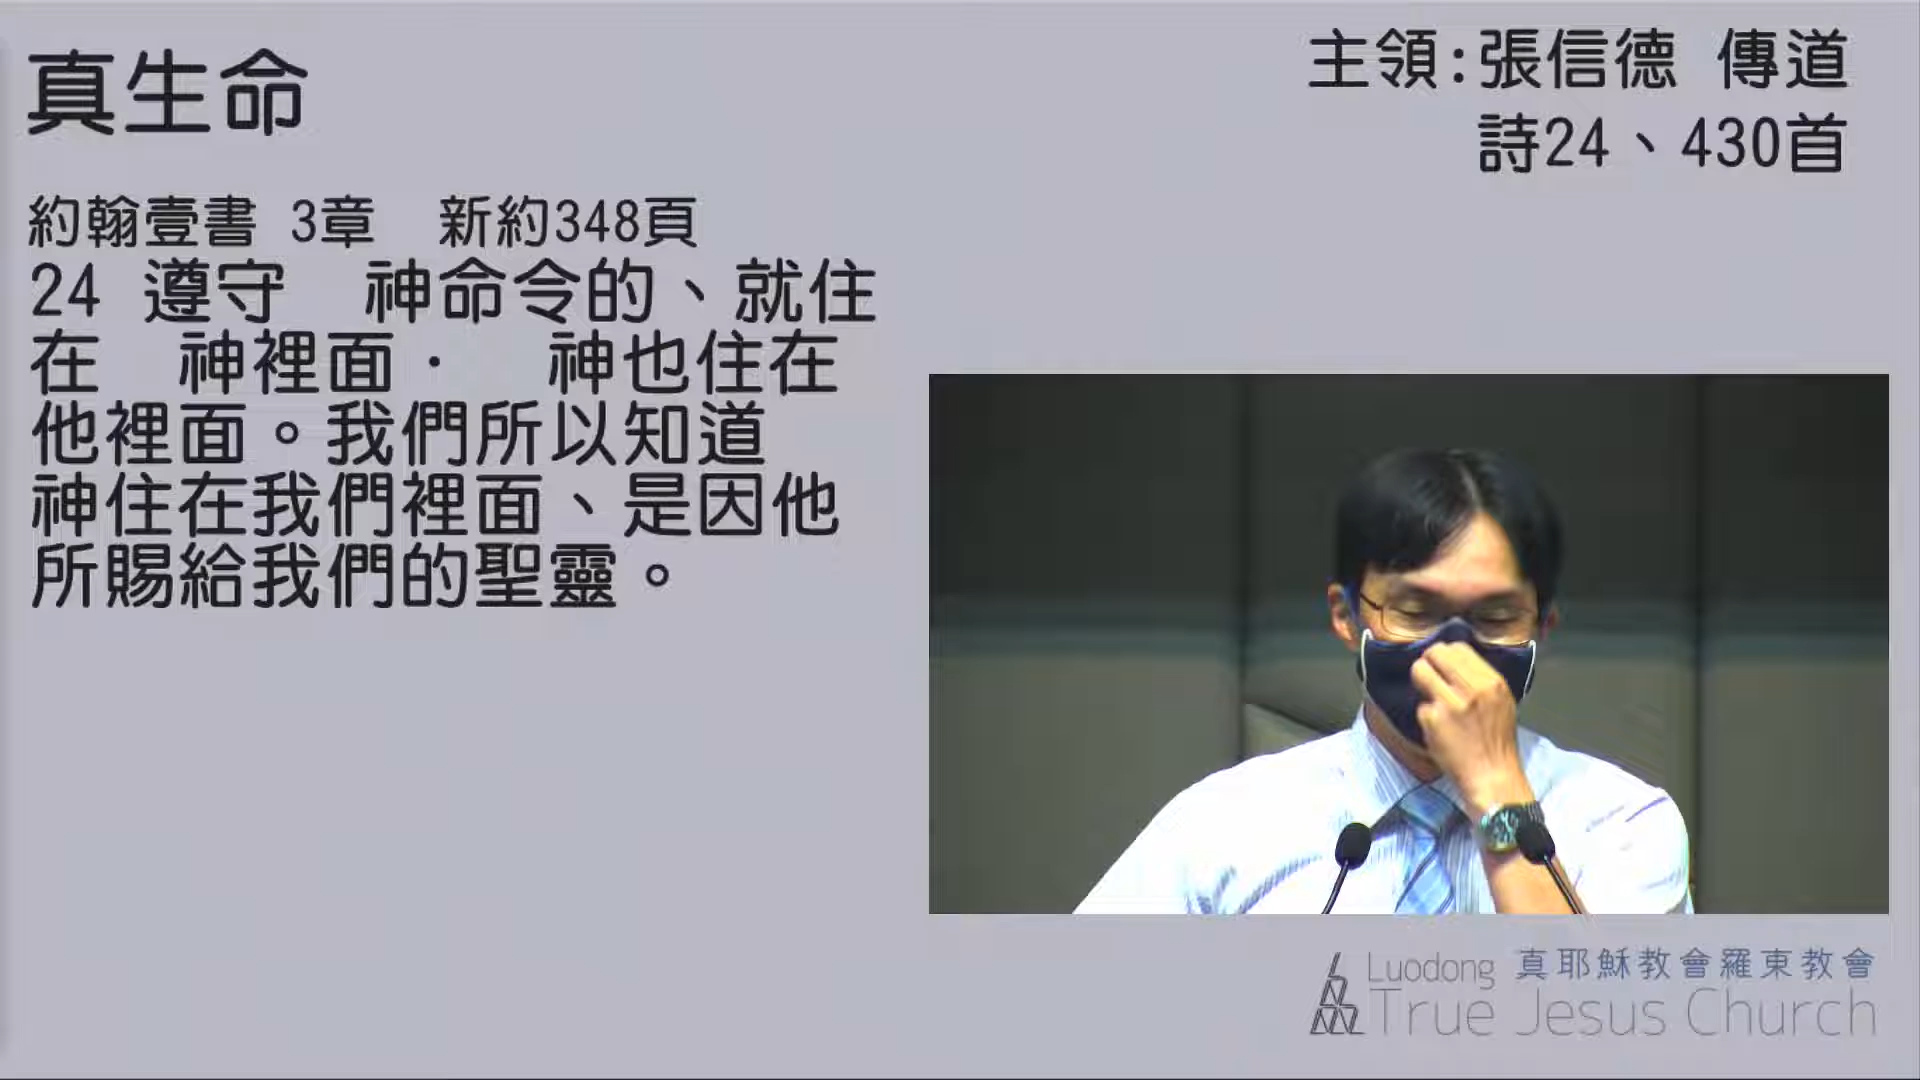 真生命
主領:張信德 傳道
詩24、430首
約翰壹書 3章 新約348頁
24 遵守 神命令的、就住
在 神裡面． 神也住在
他裡面。我們所以知道
神住在我們裡面、是因他
所賜給我們的聖靈。
Luodong 真耶穌教會羅東教會
True Jesus Church